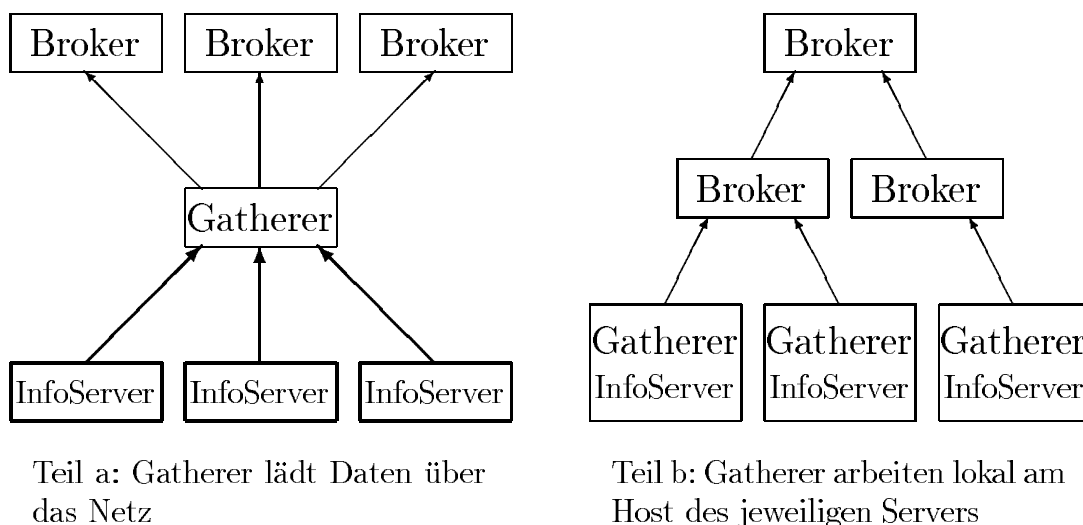 Broker Broker Broker
Gatherer
InfoServer InfoServer InfoServer
Teil a: Gatherer lädt Daten über
das Netz
Broker
Broker Broker
Gatherer Gatherer Gatherer
InfoServer InfoServer InfoServer
Teil b: Gatherer arbeiten lokal am
Host des jeweiligen Servers